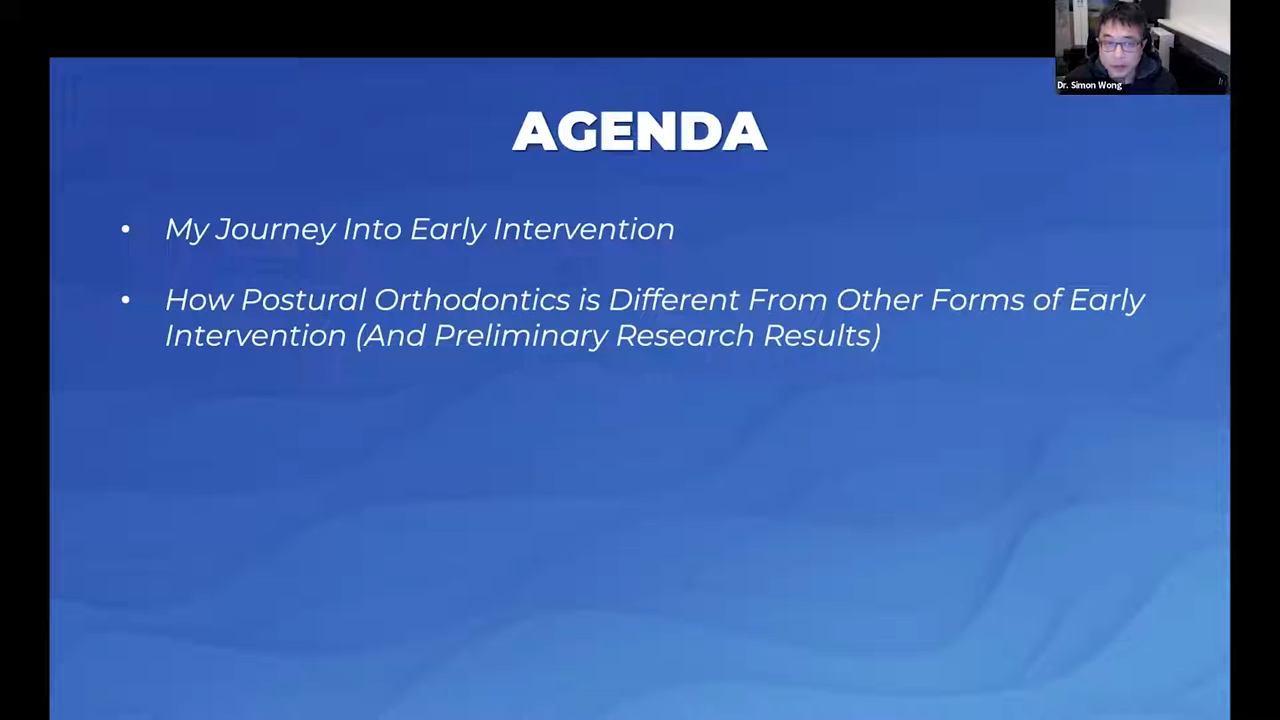 Dr. Simon Wong
AGENDA
• My Journey Into Early Intervention
• How Postural Orthodontics is Different From Other Forms of Early
Intervention (And Preliminary Research Results)